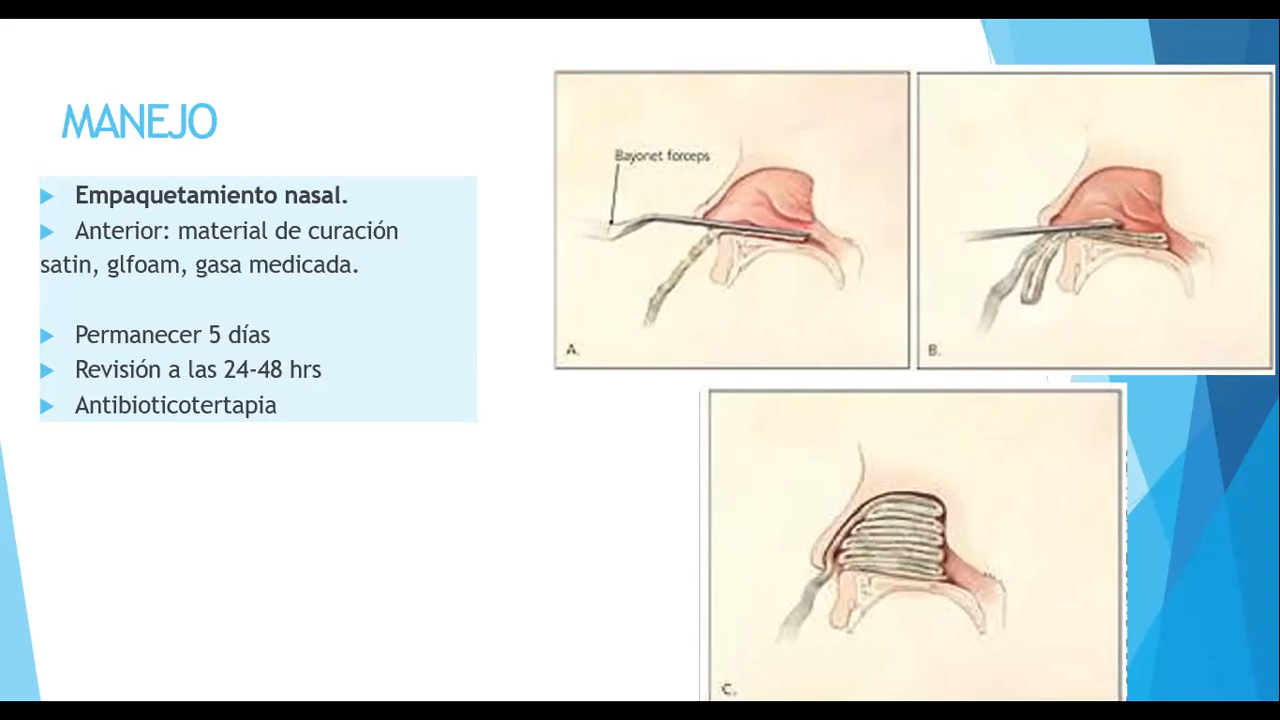 MANEJO
Empaquetamiento nasal.
Anterior: material de curación
satin, glfoam, gasa medicada.
Permanecer 5 días
Revisión a las 24-48 hrs
Antibioticotertapia
Bayonet forceps
A.
B.
C.